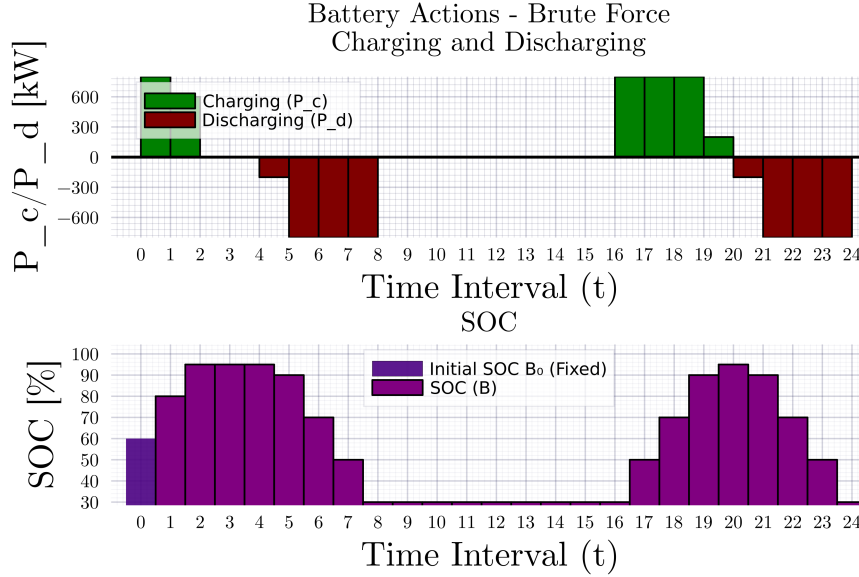 Battery Actions - Brute Force
Charging and Discharging
P_c/P_d [kW]
600
300
0
−300
−600
Charging (P_c)
Discharging (P_d)
0 1 2 3 4 5 6 7 8 9 10 11 12 13 14 15 16 17 18 19 20 21 22 23 24
Time Interval (t)
SOC
SOC [%]
100
90
80
70
60
50
40
30
Initial SOC B₀ (Fixed)
SOC (B)
0 1 2 3 4 5 6 7 8 9 10 11 12 13 14 15 16 17 18 19 20 21 22 23 24
Time Interval (t)